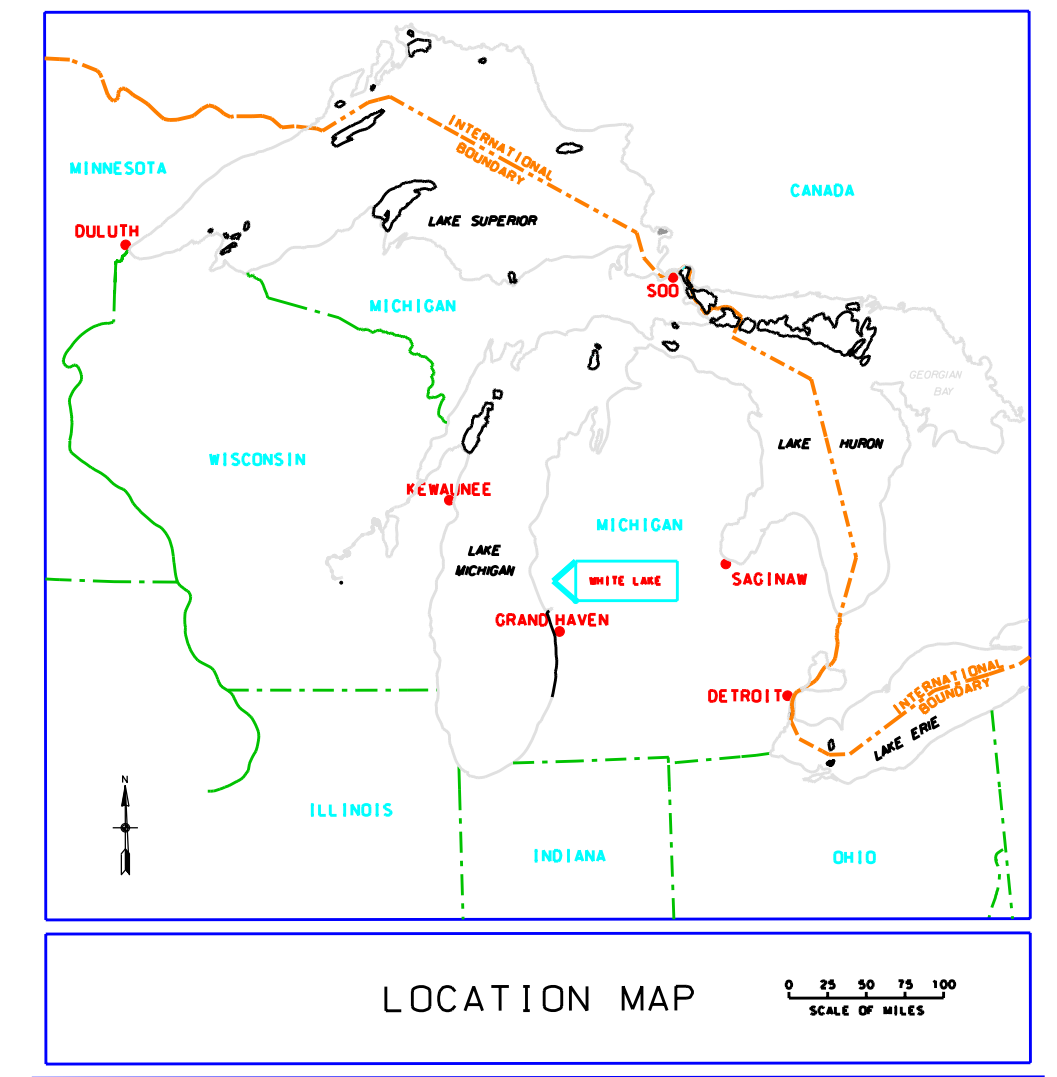 INTERNATIONAL
BOUNDARY
MINNESOTA
CANADA
LAKE SUPERIOR
DULUTH
SOO
MICHIGAN
GEORGIAN
BAY
LAKE HURON
WISCONSIN
KEWAUNEE
MICHIGAN
LAKE
MICHIGAN
WHITE LAKE
SAGINAW
GRAND HAVEN
INTERNATIONAL
BOUNDARY
DETROIT
LAKE ERIE
N
ILLINOIS
INDIANA
OHIO
LOCATION MAP
0 25 50 75 100
SCALE OF MILES